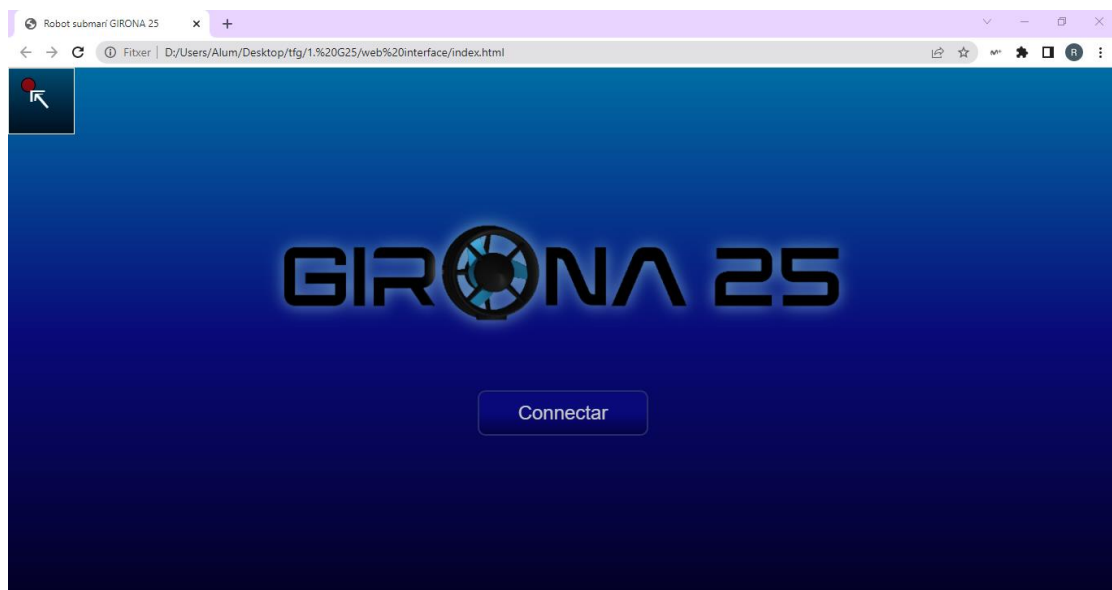 Robot submarí GIRONA 25
Fitxer | D:/Users/Alum/Desktop/tfg/1.%20G25/web%20interface/index.html
R
GIRONA 25
Connectar